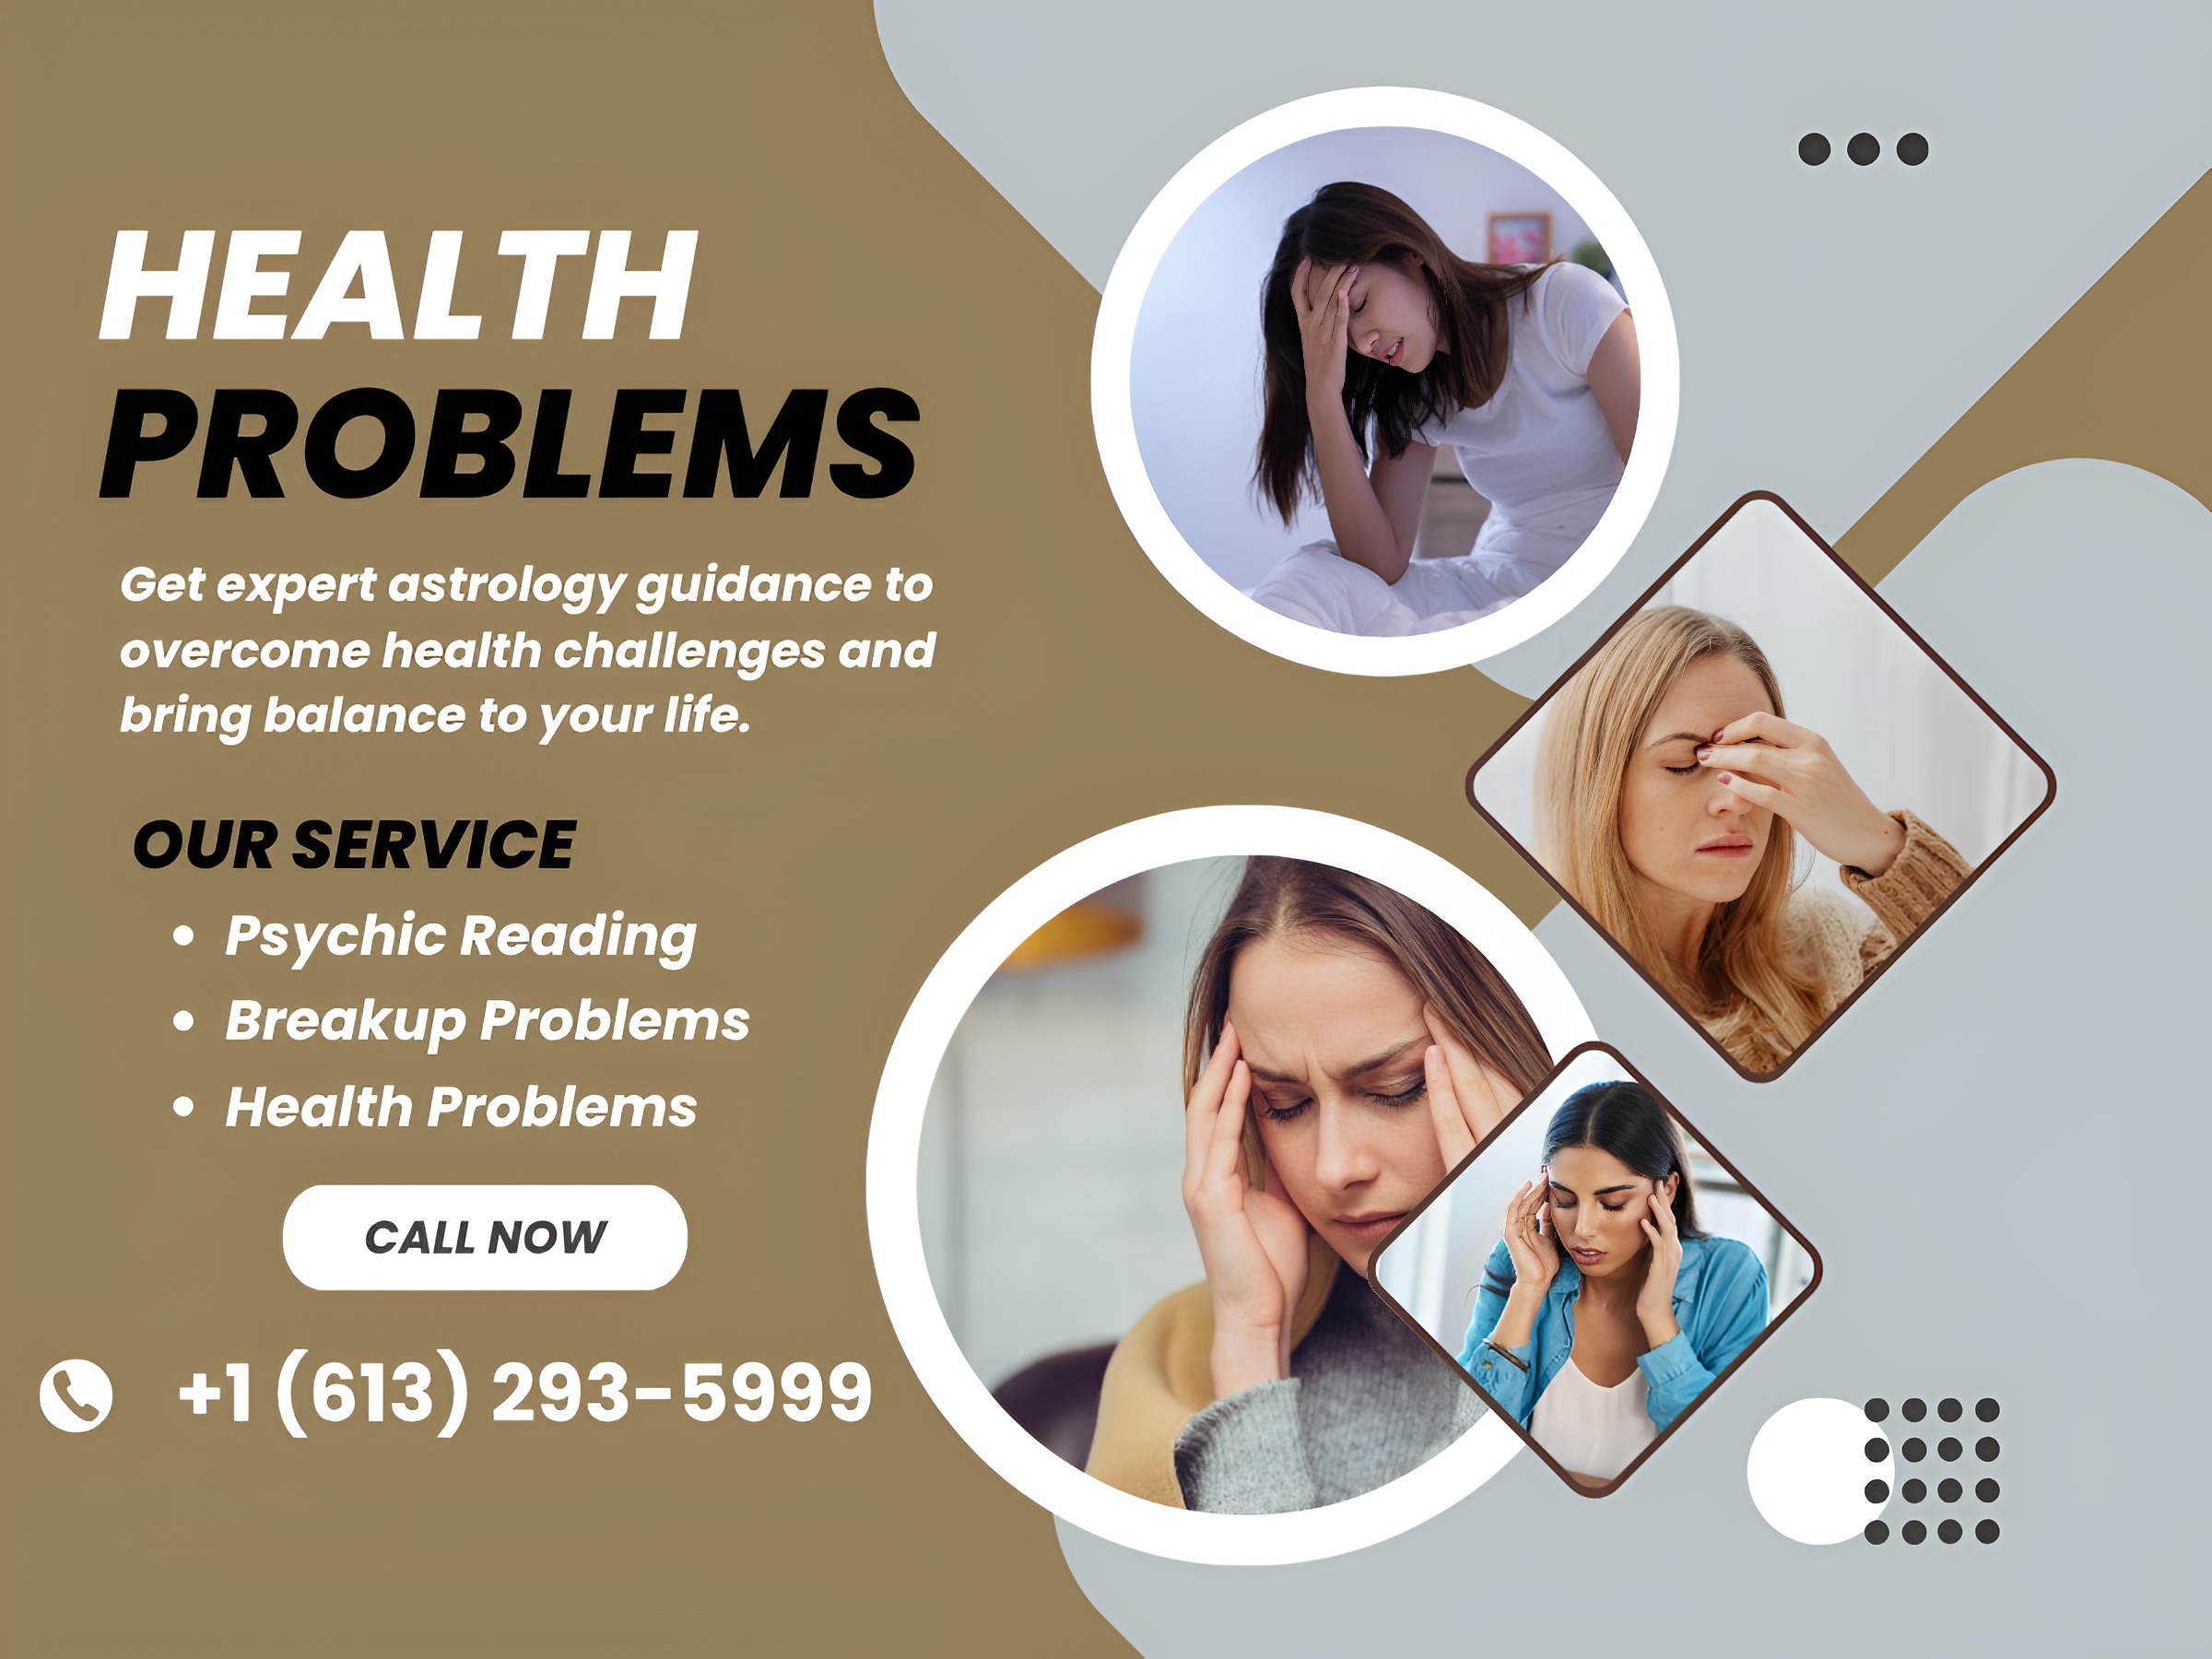 HEALTH
PROBLEMS
Get expert astrology guidance to
overcome health challenges and
bring balance to your life.
OUR SERVICE
• Psychic Reading
• Breakup Problems
• Health Problems
CALL NOW
+1 (613) 293-5999